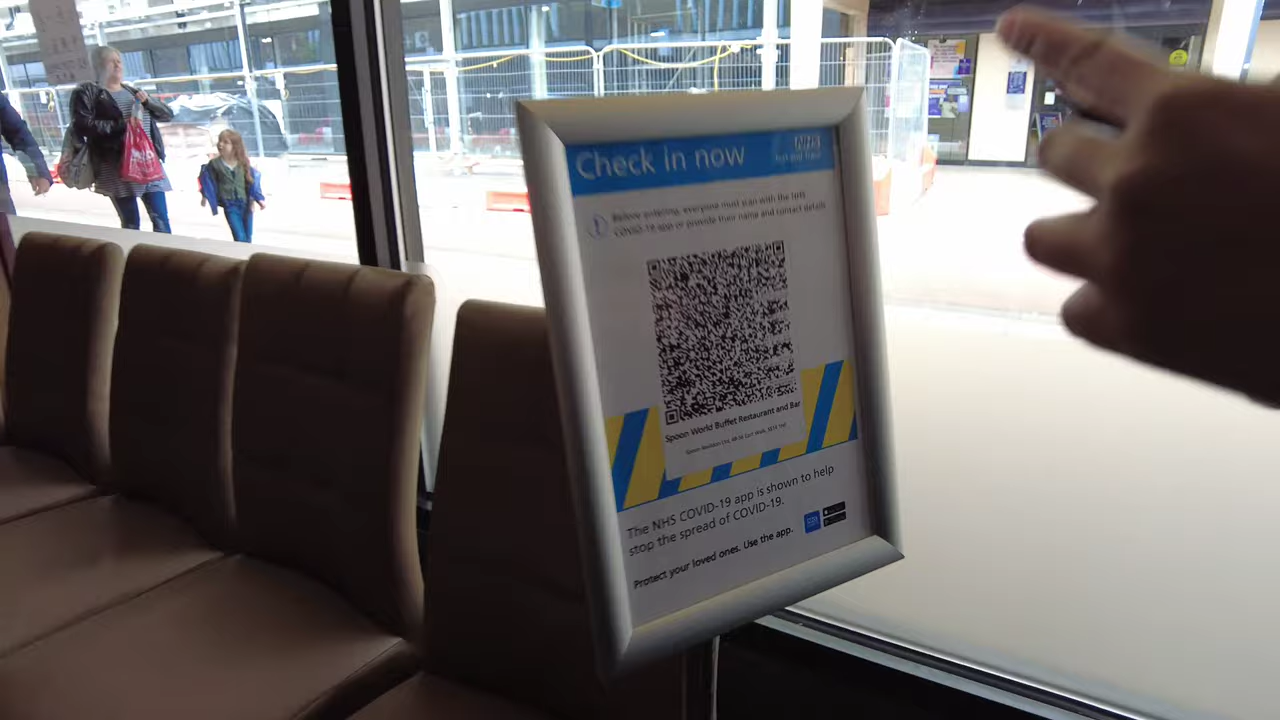 Check in now
NHS
Test and Trace
Before entering, everyone must scan with the NHS
COVID-19 app or provide their name and contact details
Spoon World Buffet Restaurant and Bar
The NHS COVID-19 app is shown to help
stop the spread of COVID-19.
Protect your loved ones. Use the app.